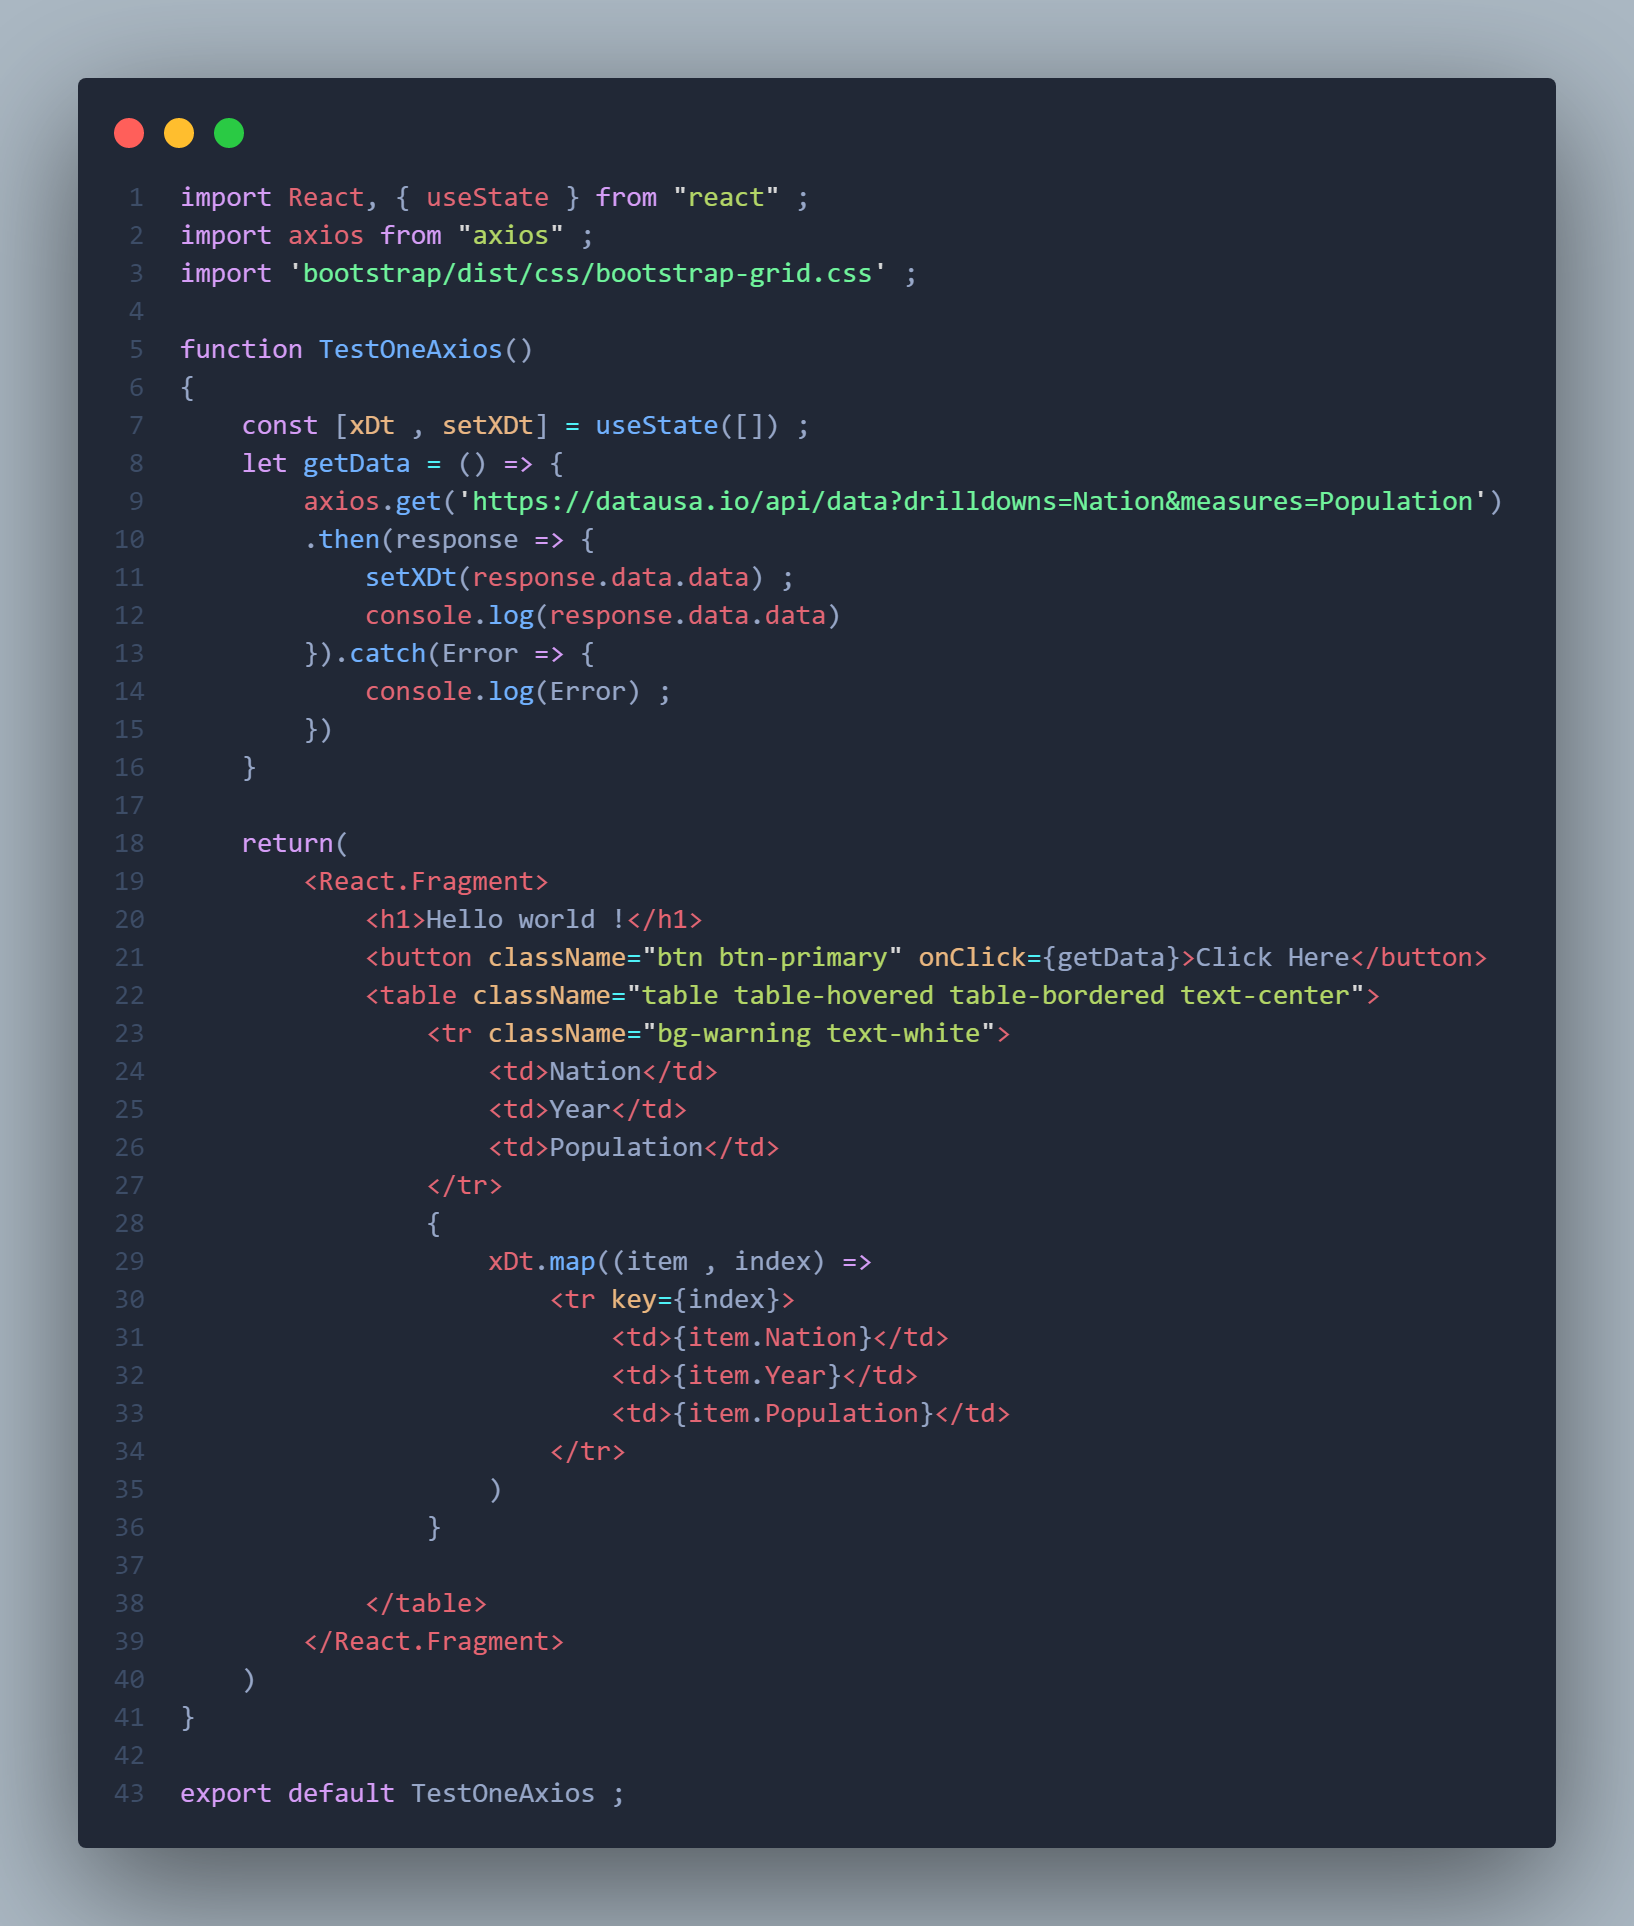 1 import React, { useState } from "react" ;
2 import axios from "axios" ;
3 import 'bootstrap/dist/css/bootstrap-grid.css' ;
4
5 function TestOneAxios()
6 {
7     const [xDt , setXDt] = useState([]) ;
8     let getData = () => {
9         axios.get('https://datausa.io/api/data?drilldowns=Nation&measures=Population')
10         .then(response => {
11             setXDt(response.data.data) ;
12             console.log(response.data.data)
13         }).catch(Error => {
14             console.log(Error) ;
15         })
16     }
17
18     return(
19         <React.Fragment>
20             <h1>Hello world !</h1>
21             <button className="btn btn-primary" onClick={getData}>Click Here</button>
22             <table className="table table-hovered table-bordered text-center">
23                 <tr className="bg-warning text-white">
24                     <td>Nation</td>
25                     <td>Year</td>
26                     <td>Population</td>
27                 </tr>
28                 {
29                     xDt.map((item , index) =>
30                         <tr key={index}>
31                             <td>{item.Nation}</td>
32                             <td>{item.Year}</td>
33                             <td>{item.Population}</td>
34                         </tr>
35                     )
36                 }
37
38             </table>
39         </React.Fragment>
40     )
41 }
42
43 export default TestOneAxios ;